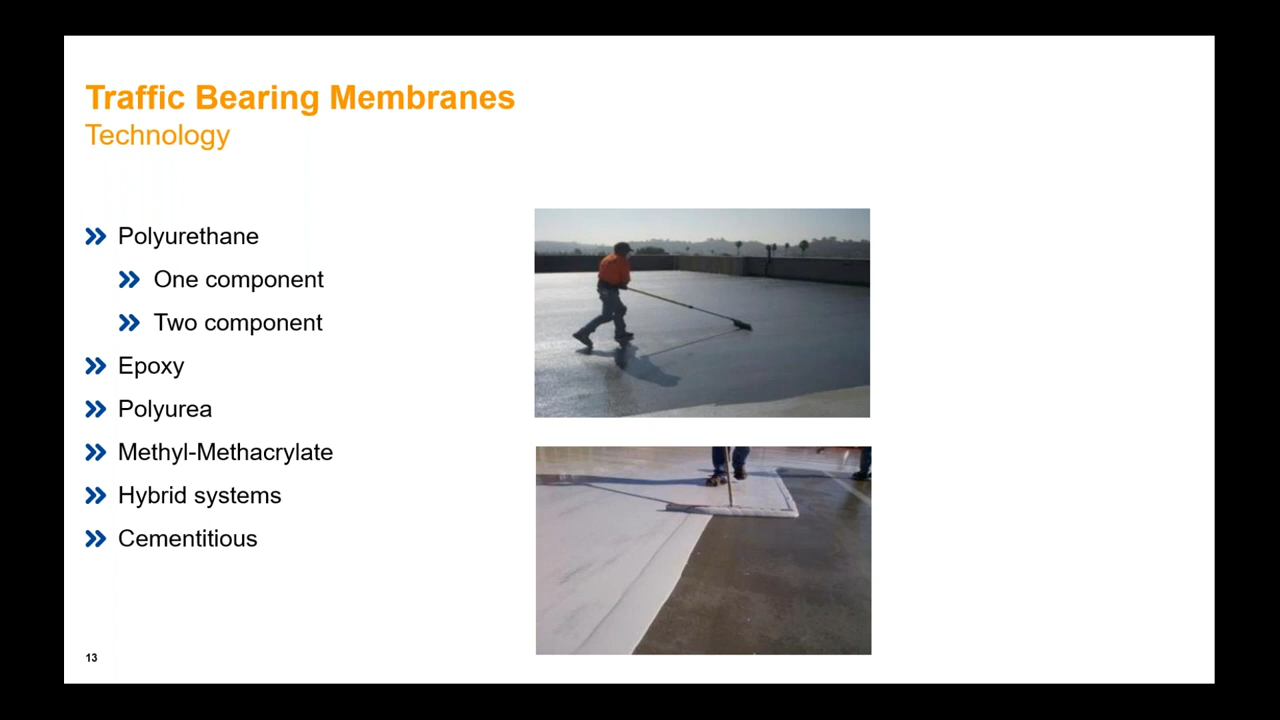 Traffic Bearing Membranes
Technology
Polyurethane
One component
Two component
Epoxy
Polyurea
Methyl-Methacrylate
Hybrid systems
Cementitious
13